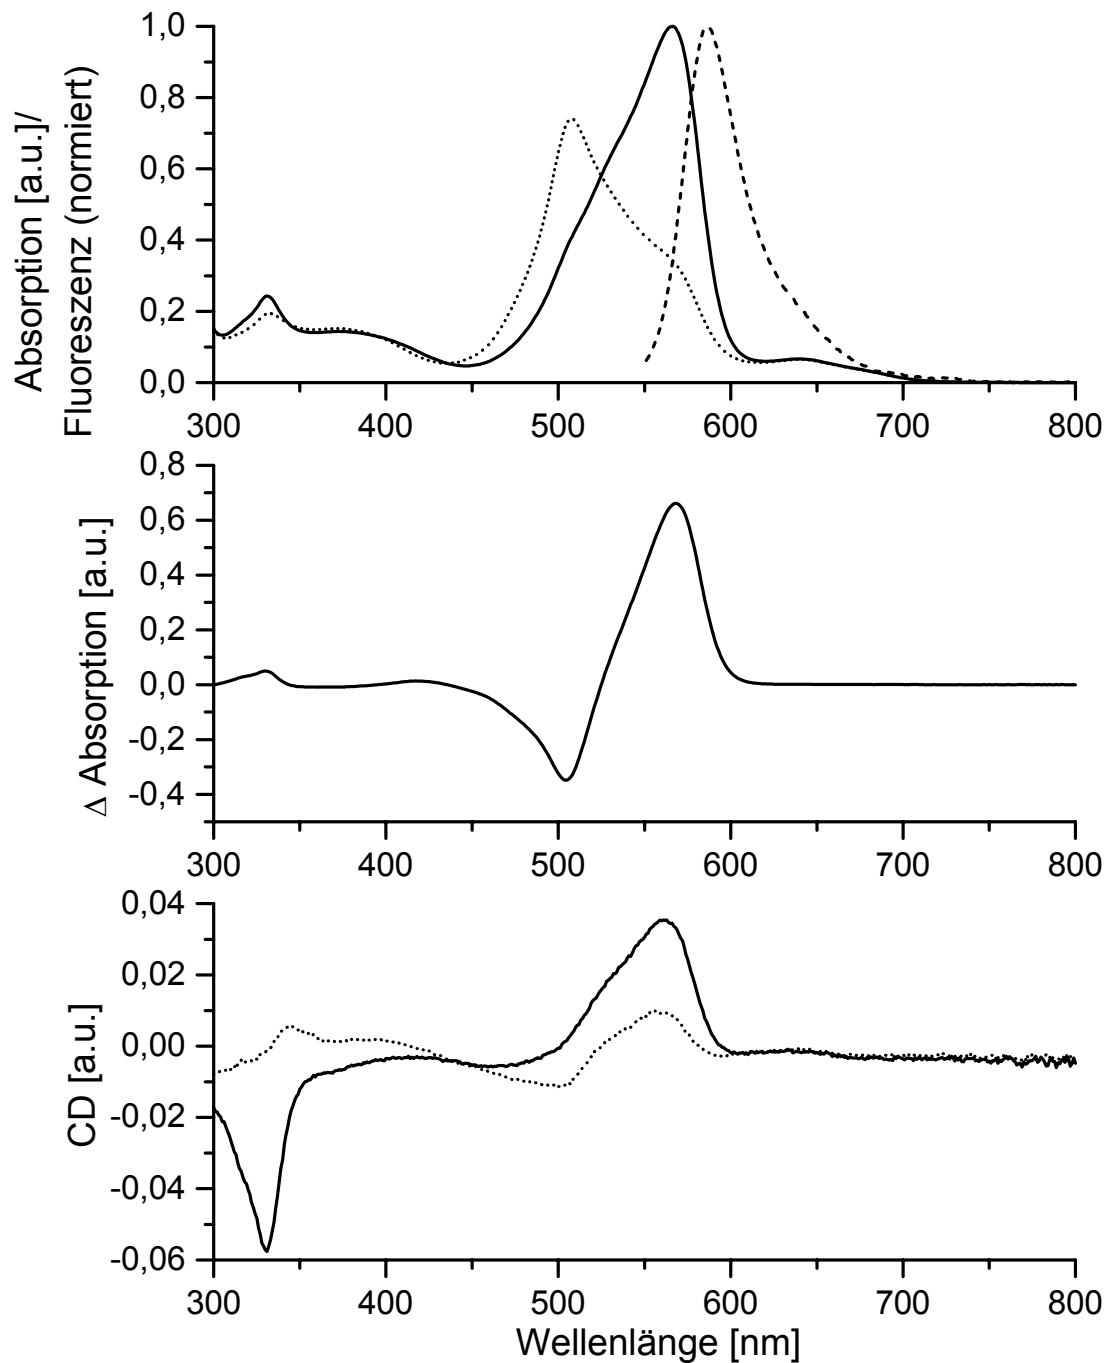 Absorption [a.u.]/
Fluoreszenz (normiert)
1,0
0,8
0,6
0,4
0,2
0,0
300 400 500 600 700 800
Δ Absorption [a.u.]
0,8
0,6
0,4
0,2
0,0
-0,2
-0,4
300 400 500 600 700 800
CD [a.u.]
0,04
0,02
0,00
-0,02
-0,04
-0,06
300 400 500 600 700 800
Wellenlänge [nm]